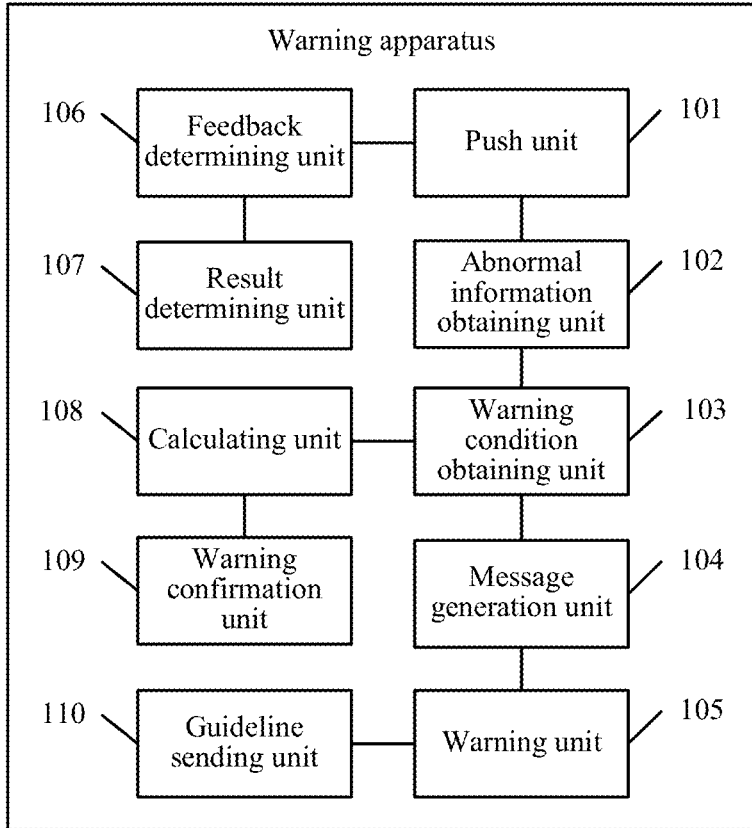 Warning apparatus
106
Feedback
determining unit
Push unit
101
107
Result
determining unit
Abnormal
information
obtaining unit
102
108
Calculating unit
Warning
condition
obtaining unit
103
109
Warning
confirmation
unit
Message
generation unit
104
110
Guideline
sending unit
Warning unit
105